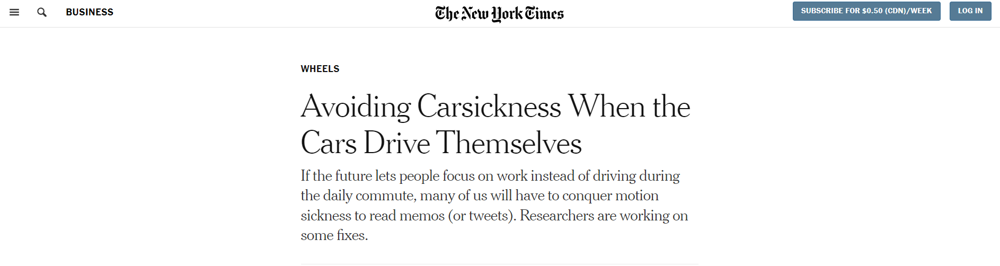 BUSINESS
The New York Times
SUBSCRIBE FOR $0.50 (CDN)/WEEK
LOG IN
WHEELS
Avoiding Carsickness When the
Cars Drive Themselves
If the future lets people focus on work instead of driving during
the daily commute, many of us will have to conquer motion
sickness to read memos (or tweets). Researchers are working on
some fixes.